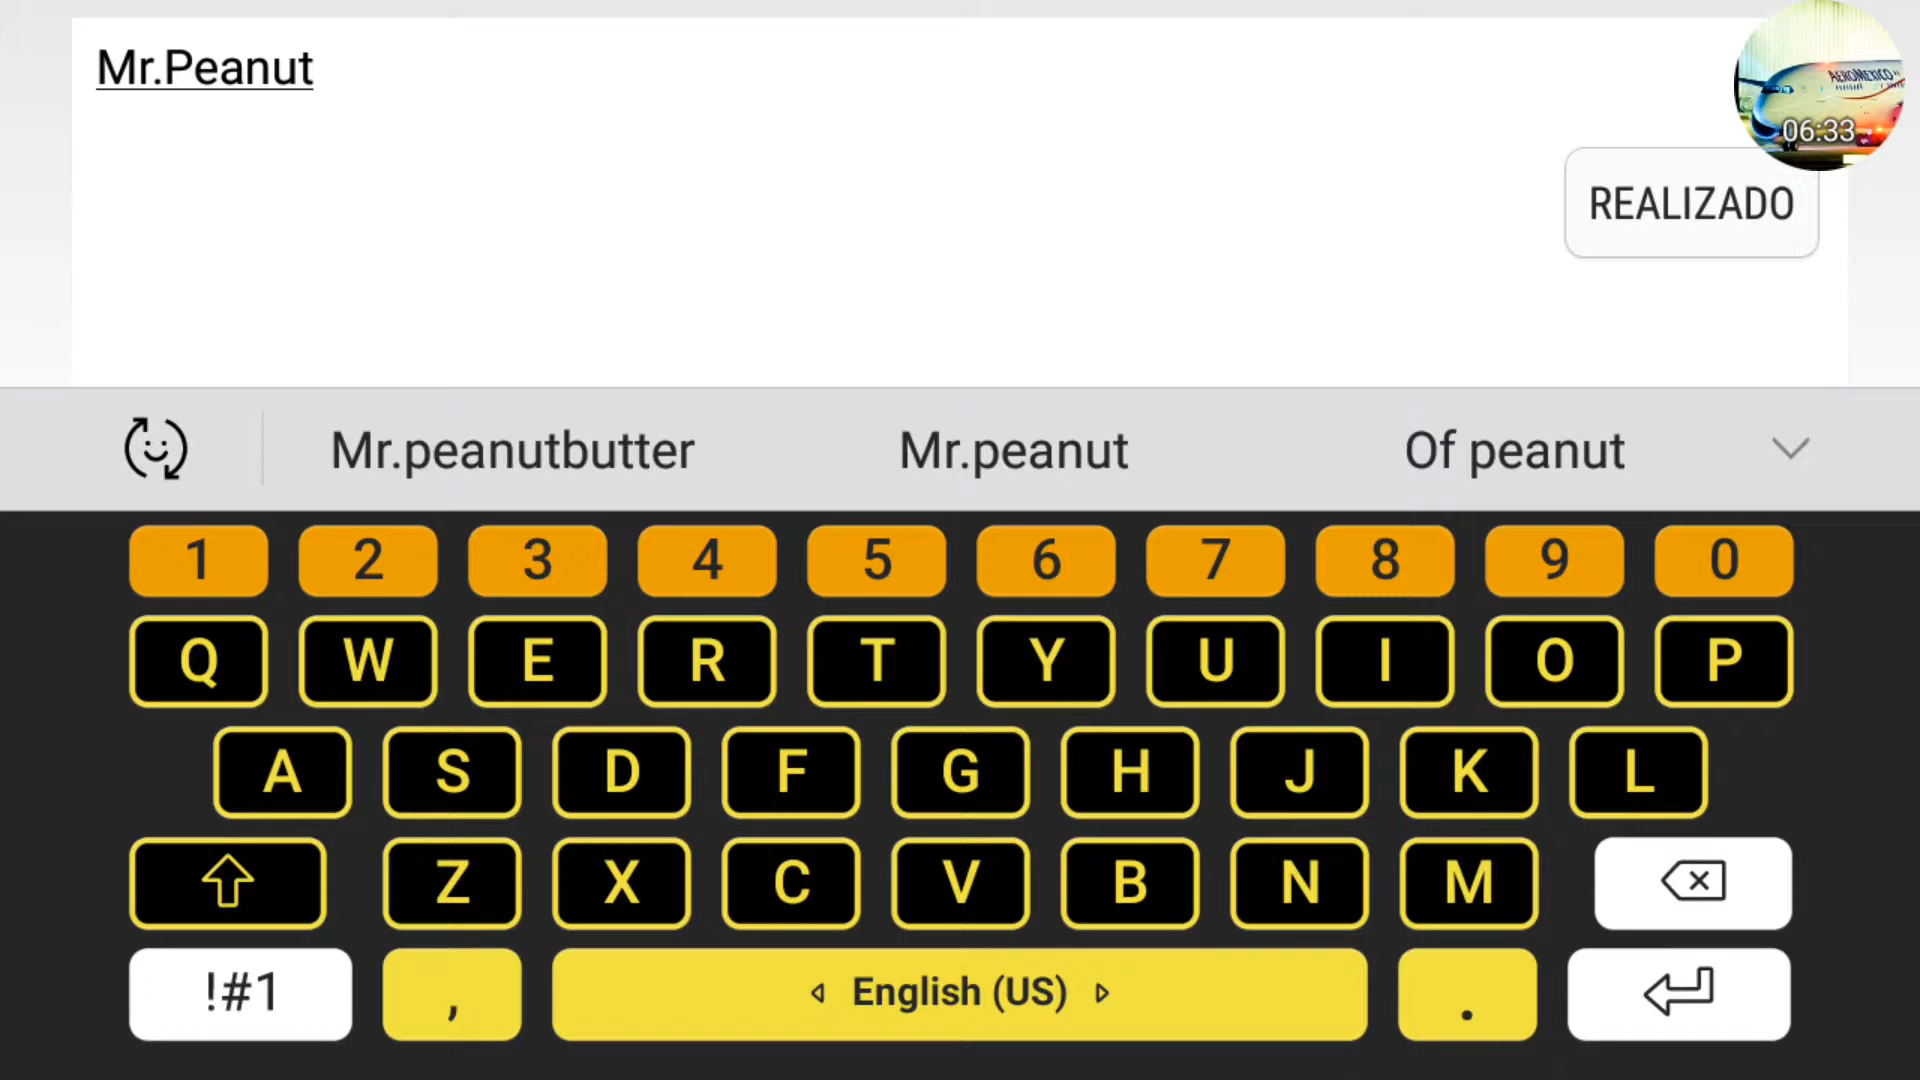 Mr.Peanut
AEROMEXICO
06:33
REALIZADO
Mr.peanutbutter Mr.peanut Of peanut
1 2 3 4 5 6 7 8 9 0
Q W E R T Y U I O P
A S D F G H J K L
Z X C V B N M
!#1 , English (US) .